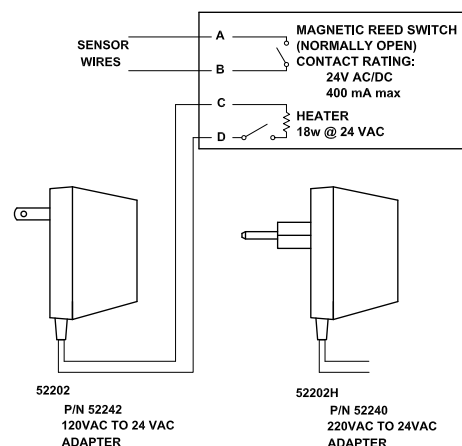 SENSOR
WIRES
A
B
C
D
MAGNETIC REED SWITCH
(NORMALLY OPEN)
CONTACT RATING:
24V AC/DC
400 mA max
HEATER
18w @ 24 VAC
52202
P/N 52242
120VAC TO 24 VAC
ADAPTER
52202H
P/N 52240
220VAC TO 24VAC
ADAPTER